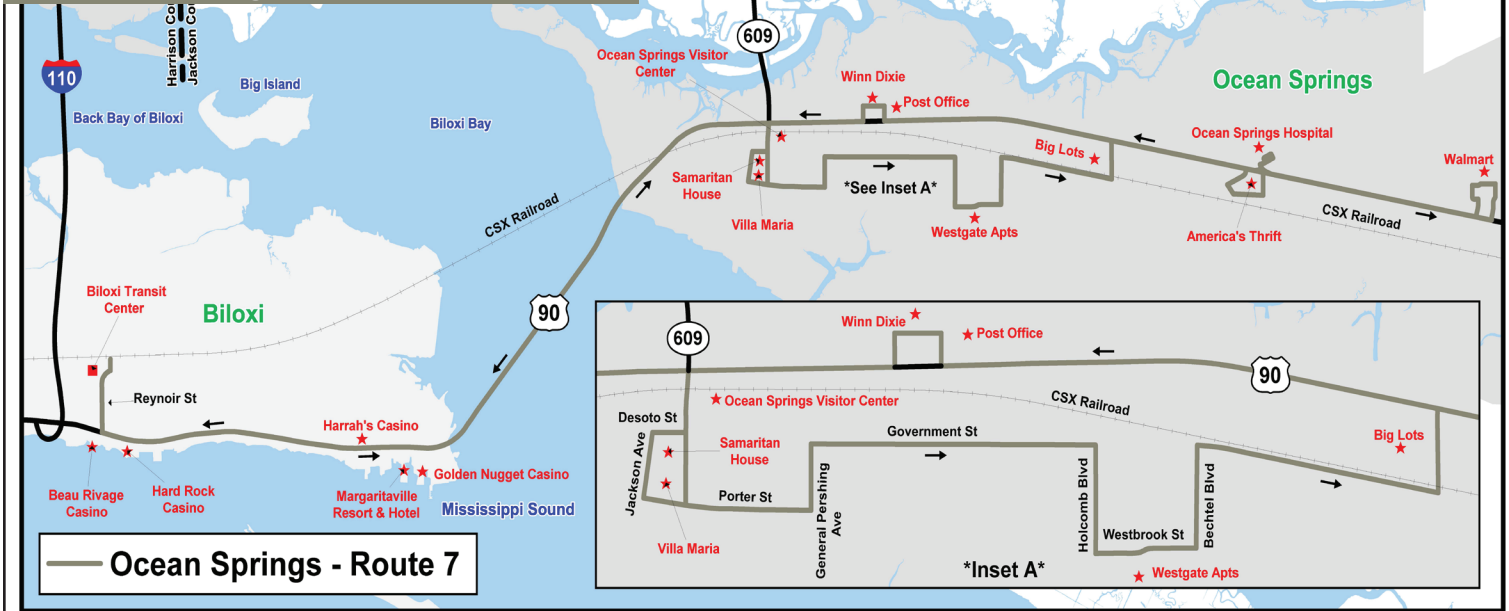 Harrison Co
Jackson Cou
110
609
Ocean Springs Visitor
Center
Winn Dixie
Post Office
Ocean Springs
Big Island
Back Bay of Biloxi
Biloxi Bay
Big Lots
Ocean Springs Hospital
Walmart
Samaritan
House
*See Inset A*
Villa Maria
Westgate Apts
America's Thrift
CSX Railroad
CSX Railroad
Biloxi Transit
Center
Biloxi
90
Reynoir St
Harrah's Casino
Golden Nugget Casino
Beau Rivage
Casino
Hard Rock
Casino
Margaritaville
Resort & Hotel
Mississippi Sound
Ocean Springs - Route 7
Winn Dixie
Post Office
609
90
Ocean Springs Visitor Center
CSX Railroad
Desoto St
Jackson Ave
Samaritan
House
Government St
Big Lots
Porter St
General Pershing
Ave
Holcomb Blvd
Bechtel Blvd
Westbrook St
Villa Maria
*Inset A*
Westgate Apts